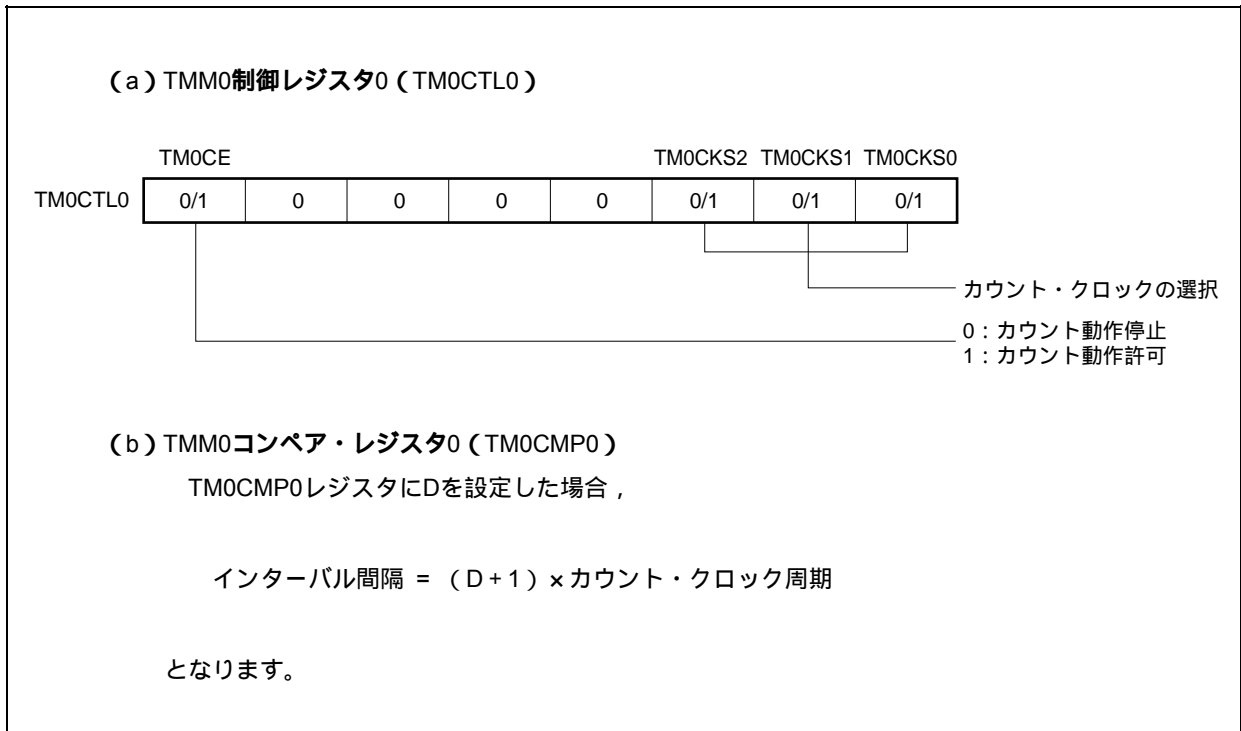 (a)TMM0制御レジスタ0(TM0CTL0)
TM0CE TM0CKS2 TM0CKS1 TM0CKS0
TM0CTL0 0/1 0 0 0 0 0/1 0/1 0/1
カウント・クロックの選択
0:カウント動作停止
1:カウント動作許可
(b)TMM0コンペア・レジスタ0(TM0CMP0)
TM0CMP0レジスタにDを設定した場合,
インターバル間隔 = (D+1)×カウント・クロック周期
となります。